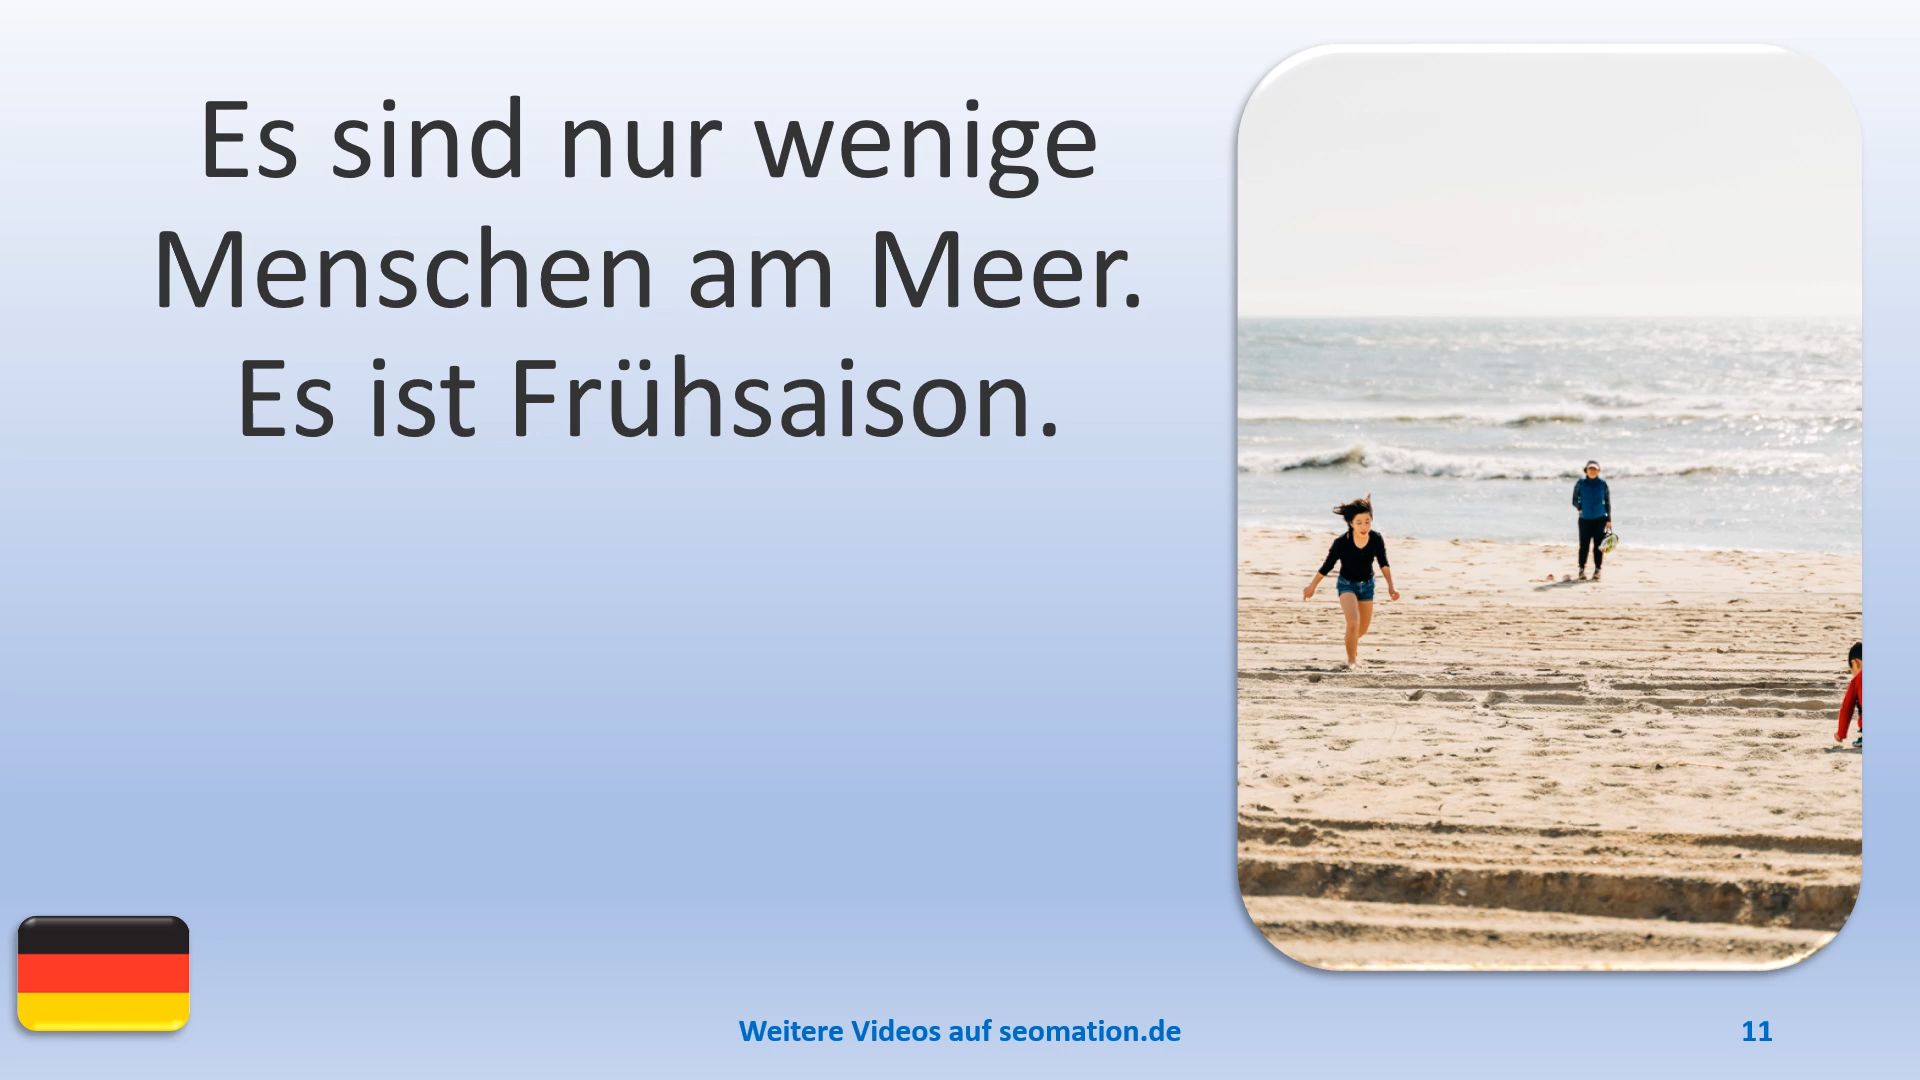 Es sind nur wenige
Menschen am Meer.
Es ist Frühsaison.
Weitere Videos auf seomation.de
11